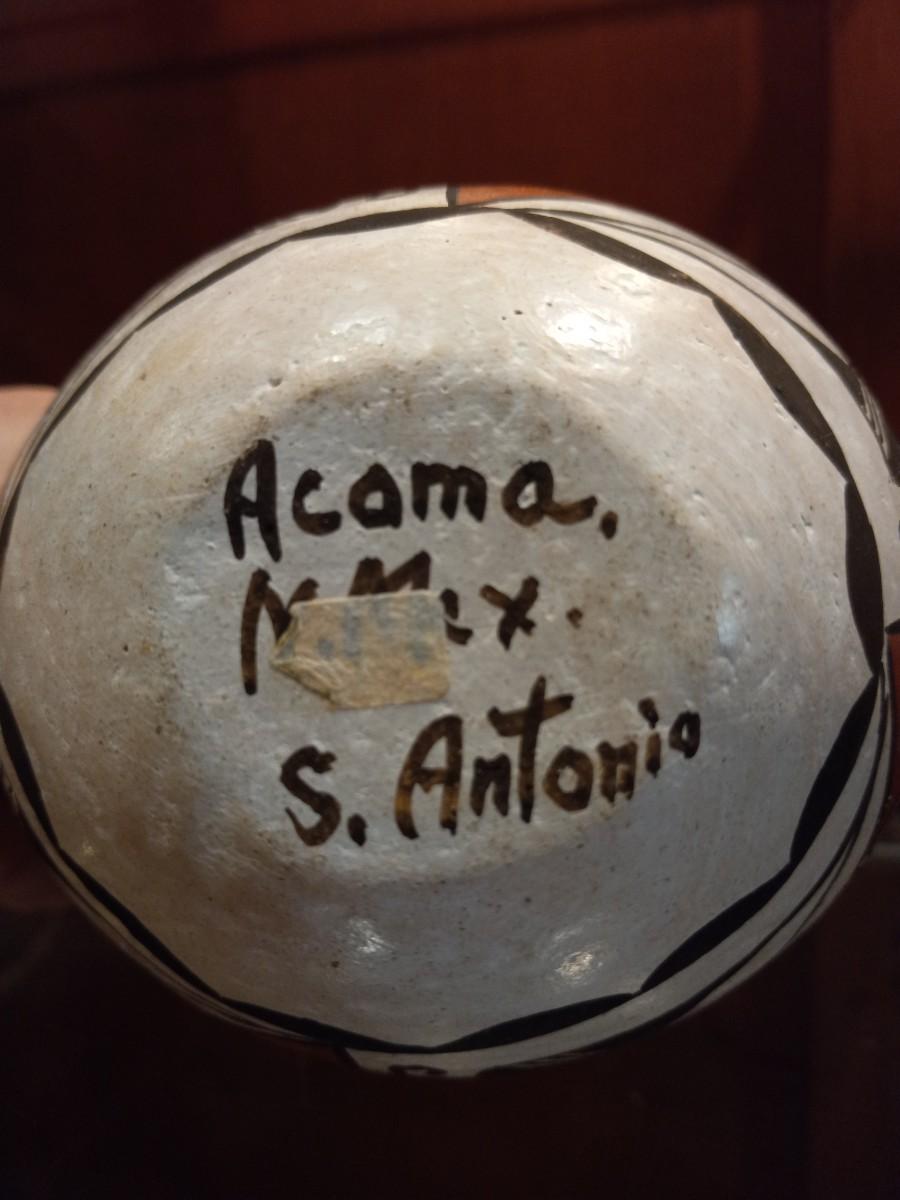 Acoma,
N. Mex.
S. Antonio